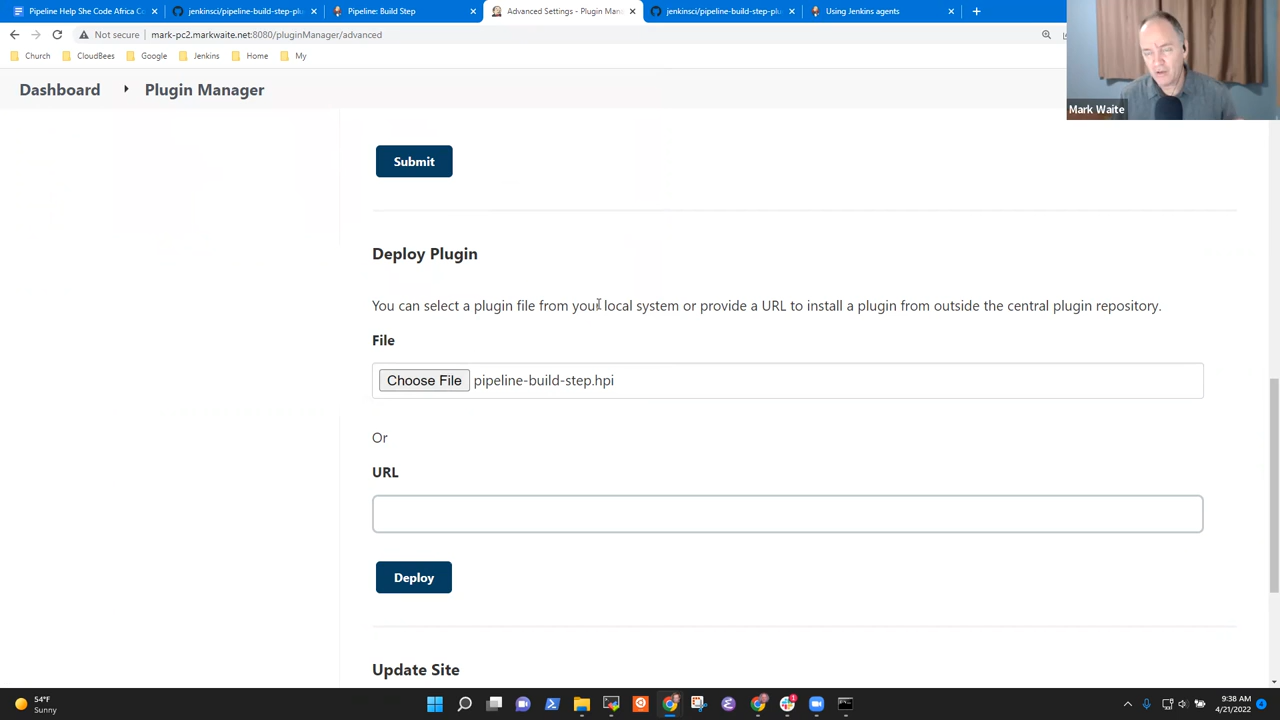 Pipeline Help She Code Africa Co
jenkinsci/pipeline-build-step-plu
Pipeline: Build Step
Advanced Settings - Plugin Man
jenkinsci/pipeline-build-step-plu
Using Jenkins agents
Not secure
mark-pc2.markwaite.net:8080/pluginManager/advanced
Church
CloudBees
Google
Jenkins
Home
My
Mark Waite
Dashboard
Plugin Manager
Submit
Deploy Plugin
You can select a plugin file from your local system or provide a URL to install a plugin from outside the central plugin repository.
File
Choose File pipeline-build-step.hpi
Or
URL
Deploy
Update Site
54°F
Sunny
9:38 AM
4/21/2022